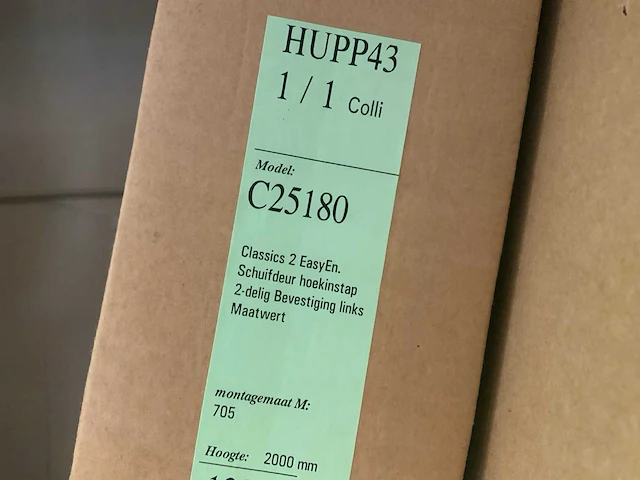 HUPP43
1 / 1 Colli
Model:
C25180
Classics 2 EasyEn.
Schuifdeur hoekinstap
2-delig Bevestiging links
Maatwert
montagemaat M:
705
Hoogte: 2000 mm